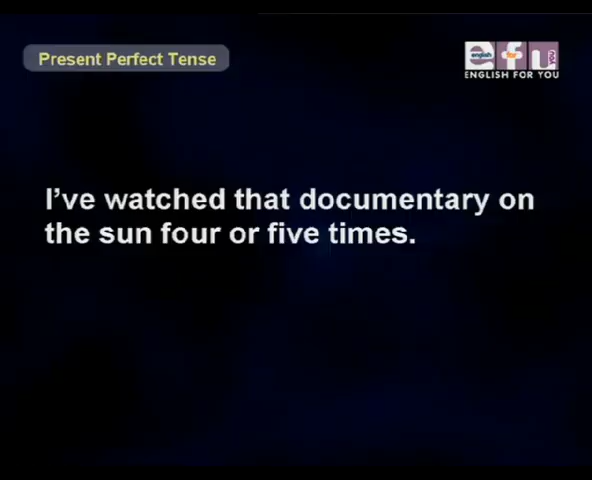 Present Perfect Tense
english for you
ENGLISH FOR YOU
I've watched that documentary on
the sun four or five times.